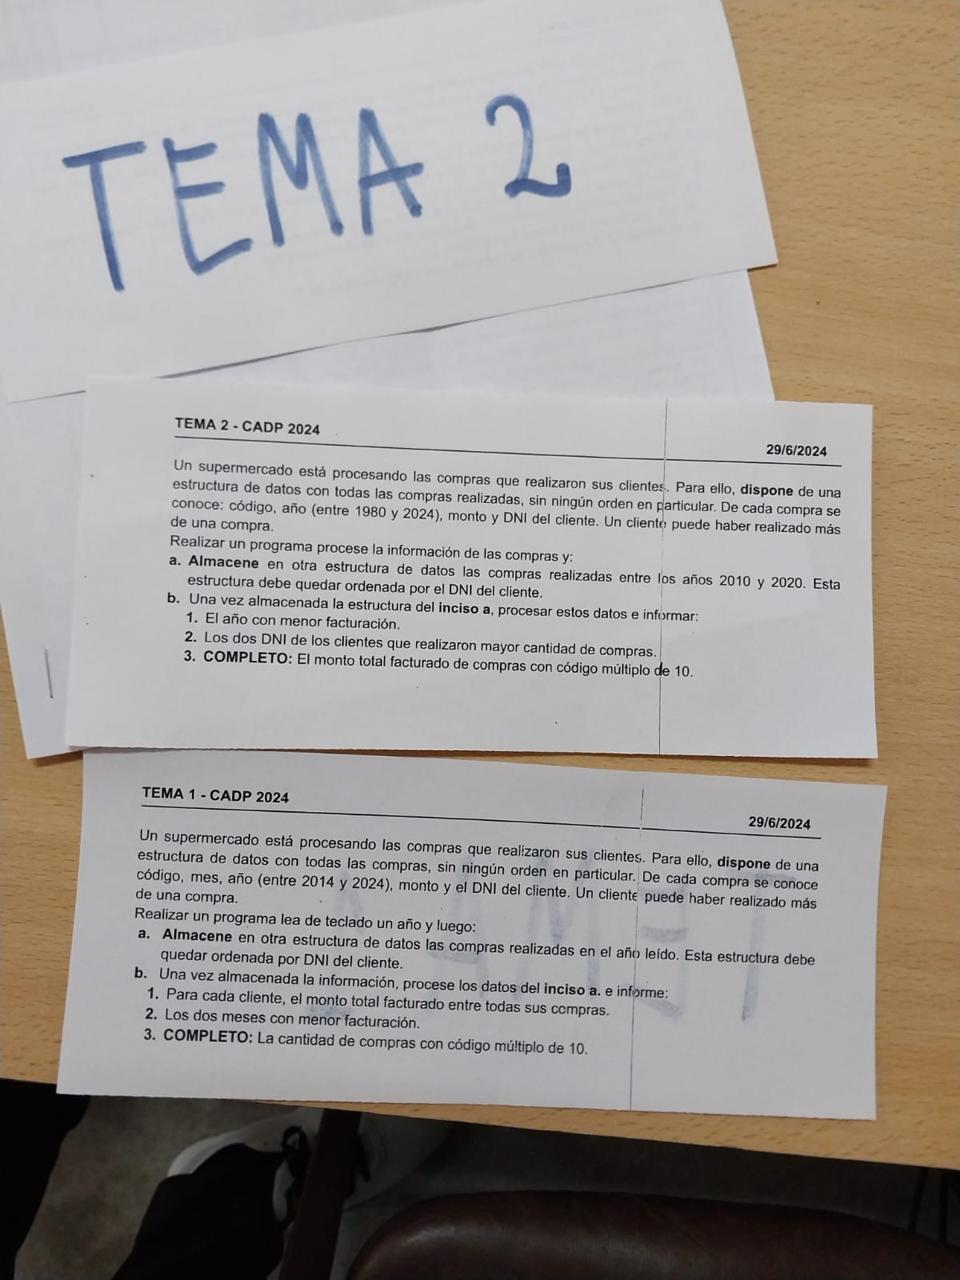 TEMA 2
TEMA 2 - CADP 2024
29/6/2024
Un supermercado está procesando las compras que realizaron sus clientes. Para ello, dispone de una
estructura de datos con todas las compras realizadas, sin ningún orden en particular. De cada compra se
conoce: código, año (entre 1980 y 2024), monto y DNI del cliente. Un cliente puede haber realizado más
de una compra.
Realizar un programa procese la información de las compras y:
a. Almacene en otra estructura de datos las compras realizadas entre los años 2010 y 2020. Esta
estructura debe quedar ordenada por el DNI del cliente.
b. Una vez almacenada la estructura del inciso a, procesar estos datos e informar:
1. El año con menor facturación.
2. Los dos DNI de los clientes que realizaron mayor cantidad de compras.
3. COMPLETO: El monto total facturado de compras con código múltiplo de 10.
TEMA 1 - CADP 2024
29/6/2024
Un supermercado está procesando las compras que realizaron sus clientes. Para ello, dispone de una
estructura de datos con todas las compras, sin ningún orden en particular. De cada compra se conoce
código, mes, año (entre 2014 y 2024), monto y el DNI del cliente. Un cliente puede haber realizado más
de una compra.
Realizar un programa lea de teclado un año y luego:
a. Almacene en otra estructura de datos las compras realizadas en el año leído. Esta estructura debe
quedar ordenada por DNI del cliente.
b. Una vez almacenada la información, procese los datos del inciso a. e informe:
1. Para cada cliente, el monto total facturado entre todas sus compras.
2. Los dos meses con menor facturación.
3. COMPLETO: La cantidad de compras con código múltiplo de 10.